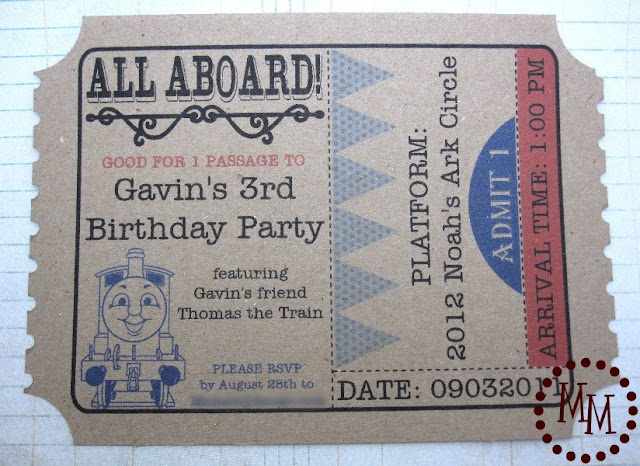 ALL ABOARD!
GOOD FOR 1 PASSAGE TO
Gavin's 3rd
Birthday Party
featuring
Gavin's friend
Thomas the Train
PLEASE RSVP
by August 28th to
PLATFORM:
2012 Noah's Ark Circle
ADMIT 1
ARRIVAL TIME: 1:00 PM
DATE: 09032011
MM